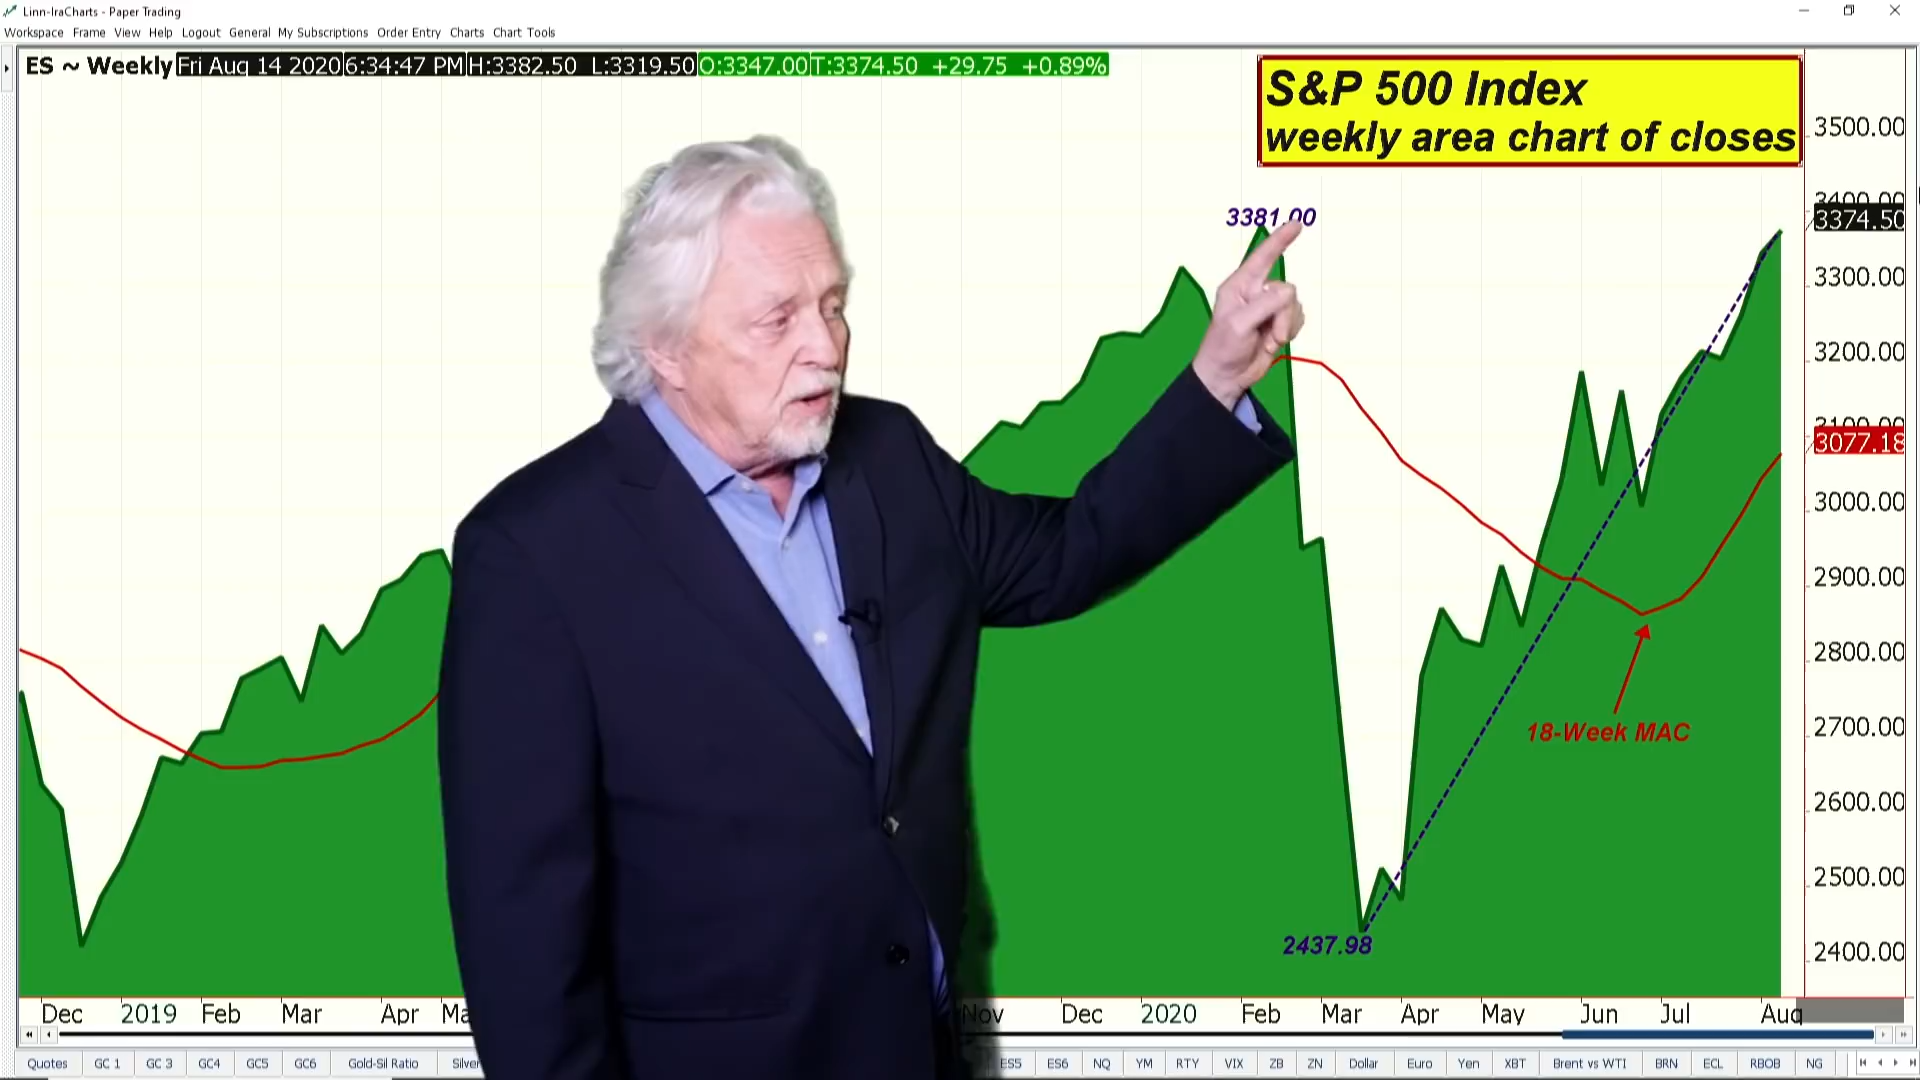 Linn-IraCharts - Paper Trading
Workspace Frame View Help Logout General My Subscriptions Order Entry Charts Chart Tools
ES ~ Weekly Fri Aug 14 2020 6:34:47 PM H:3382.50 L:3319.50 O:3347.00 T:3374.50 +29.75 +0.89%
S&P 500 Index
weekly area chart of closes
3500.00
3381.00
3400.00
3374.50
3300.00
3200.00
3100.00
3077.18
3000.00
2900.00
2800.00
2700.00
18-Week MAC
2600.00
2500.00
2437.98
2400.00
Dec 2019 Feb Mar Apr Ma Nov Dec 2020 Feb Mar Apr May Jun Jul Aug
Quotes GC 1 GC 3 GC4 GC5 GC6 Gold-Sil Ratio Silver ES5 ES6 NQ YM RTY VIX ZB ZN Dollar Euro Yen XBT Brent vs WTI BRN ECL RBOB NG